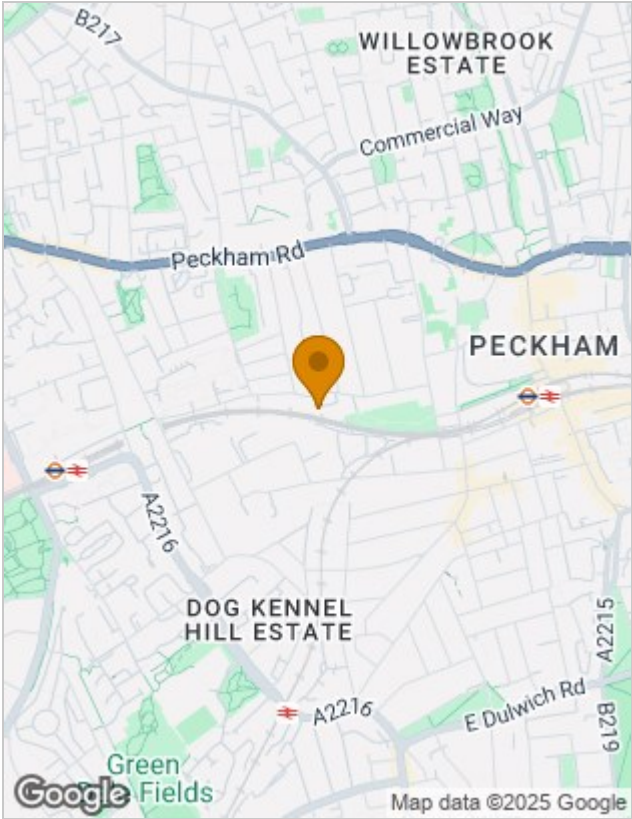 B217
WILLOWBROOK
ESTATE
Commercial Way
Peckham Rd
PECKHAM
A2216
DOG KENNEL
HILL ESTATE
A2215
E Dulwich Rd
A2216
B219
Green
Fields
Google
Map data ©2025 Google